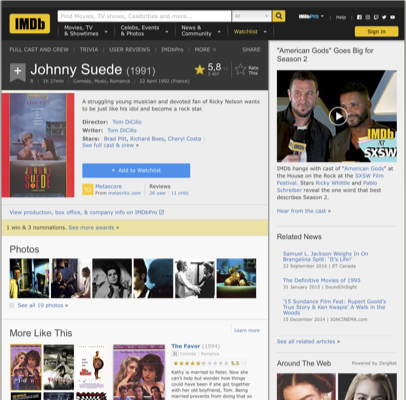 IMDb
Find Movies, TV shows, Celebrities and more...
All
IMDbPro
Help
Movies, TV & Showtimes
Celebs, Events & Photos
News & Community
Watchlist
Sign in
FULL CAST AND CREW | TRIVIA | USER REVIEWS | IMDbPro | MORE
SHARE
Johnny Suede (1991)
5,8
Rate This
1h 37min | Comedy, Music, Romance | 22 April 1992 (France)
A struggling young musician and devoted fan of Ricky Nelson wants to be just like his idol and become a rock star.
Director: Tom DiCillo
Writer: Tom DiCillo
Stars: Brad Pitt, Richard Boes, Cheryl Costa |
See full cast & crew »
+ Add to Watchlist
Metascore
From metacritic.com
Reviews
26 user | 11 critic
View production, box office, & company info on IMDbPro
1 win & 3 nominations. See more awards »
Photos
See all 19 photos »
Learn more
More Like This
The Favor (1994)
Comedy | Romance
Kathy is married to Peter. Now she can't help but wonder how things could have been if she got together with her old boyfriend, Tom. Being married prevents from doing that so
"American Gods" Goes Big for Season 2
IMDb
AT
SXSW
IMDb hangs with cast of "American Gods" at the House on the Rock at the SXSW Film Festival. Stars Ricky Whittle and Pablo Schreiber reveal the one word that best describes Season 2.
Hear from the cast »
Related News
Samuel L. Jackson Weighs In On Brangelina Split: 'It's Life!'
22 September 2016 | ET Canada
The Definitive Movies of 1995
31 January 2015 | SoundOnSight
'15 Sundance Film Fest: Rupert Goold's True Story & Kim Kwapis' A Walk in the Woods
15 December 2014 | IONCINEMA.com
See all related articles »
Around The Web
Powered by ZergNet